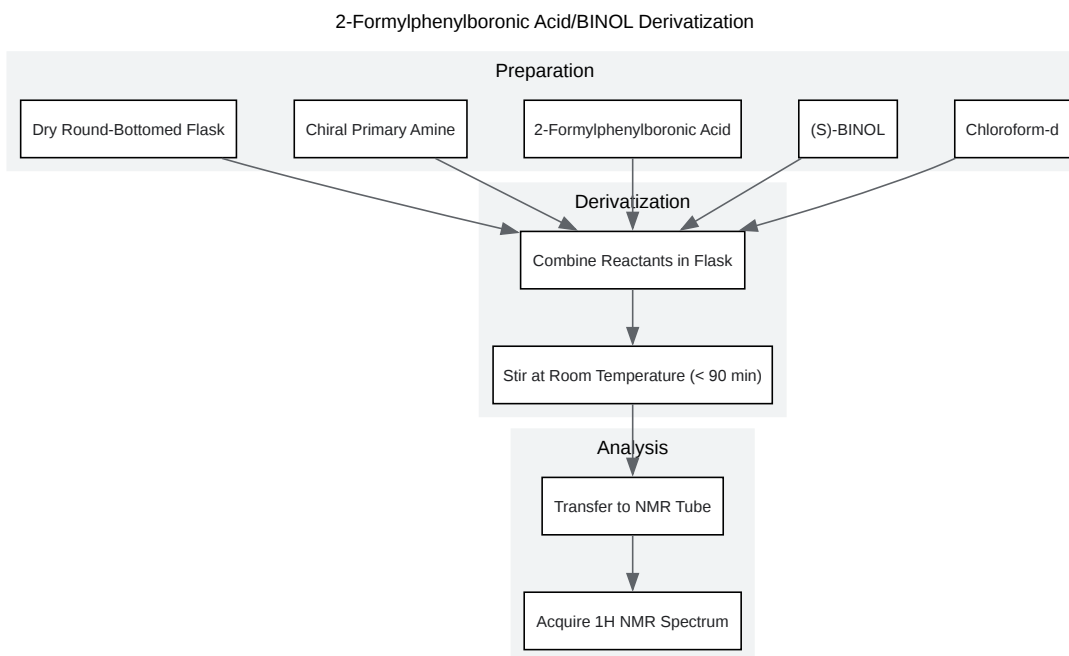 2-Formylphenylboronic Acid/BINOL Derivatization
Preparation
Dry Round-Bottomed Flask
Chiral Primary Amine
2-Formylphenylboronic Acid
(S)-BINOL
Chloroform-d
Derivatization
Combine Reactants in Flask
Stir at Room Temperature (< 90 min)
Analysis
Transfer to NMR Tube
Acquire 1H NMR Spectrum